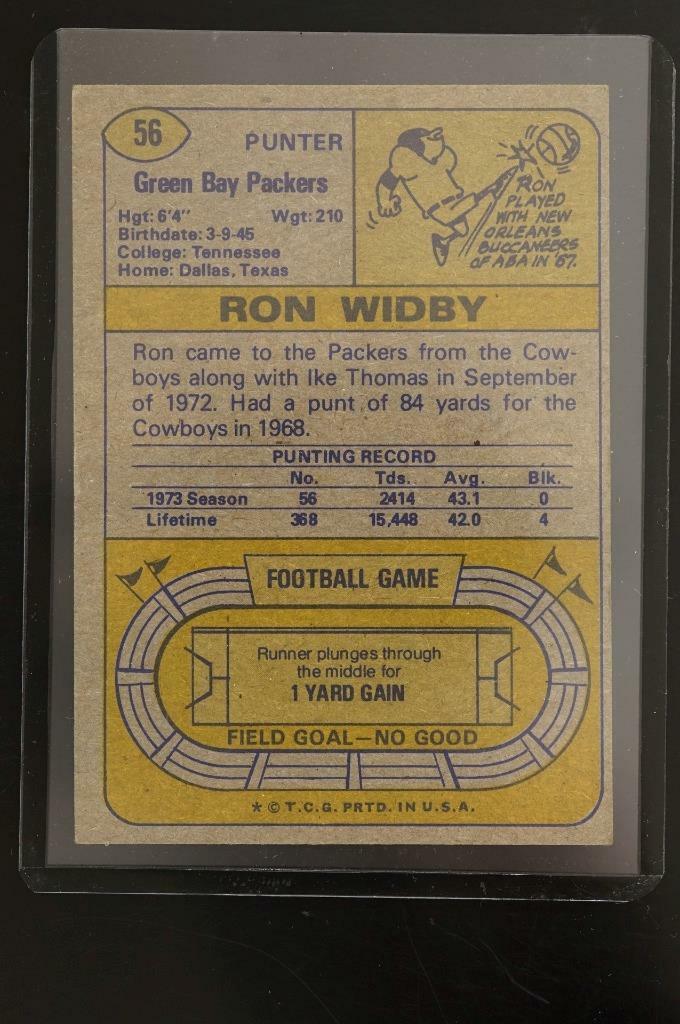 56
PUNTER
Green Bay Packers
Hgt: 6'4" Wgt: 210
Birthdate: 3-9-45
College: Tennessee
Home: Dallas, Texas
RON
PLAYED
WITH NEW
ORLEANS
BUCCANEERS
OF ABA IN '67.
RON WIDBY
Ron came to the Packers from the Cow-
boys along with Ike Thomas in September
of 1972. Had a punt of 84 yards for the
Cowboys in 1968.
PUNTING RECORD
No. Tds. Avg. Blk.
1973 Season 56 2414 43.1 0
Lifetime 368 15,448 42.0 4
FOOTBALL GAME
Runner plunges through
the middle for
1 YARD GAIN
FIELD GOAL—NO GOOD
* © T.C.G. PRTD. IN U.S.A.